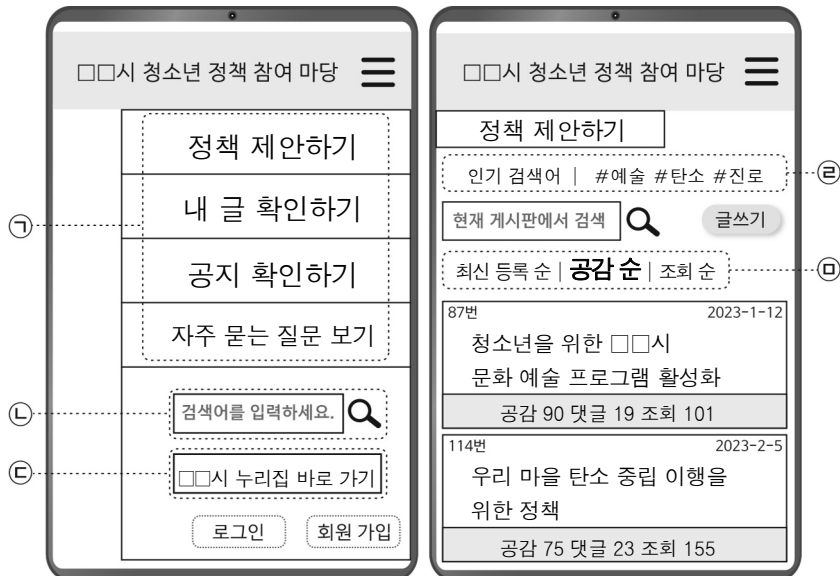 □□시 청소년 정책 참여 마당
정책 제안하기
내 글 확인하기
㉠
공지 확인하기
자주 묻는 질문 보기
㉡
검색어를 입력하세요.
㉢
□□시 누리집 바로 가기
로그인
회원 가입
□□시 청소년 정책 참여 마당
정책 제안하기
인기 검색어 | #예술 #탄소 #진로
㉣
현재 게시판에서 검색
글쓰기
최신 등록 순 | 공감 순 | 조회 순
㉤
87번
2023-1-12
청소년을 위한 □□시
문화 예술 프로그램 활성화
공감 90 댓글 19 조회 101
114번
2023-2-5
우리 마을 탄소 중립 이행을
위한 정책
공감 75 댓글 23 조회 155